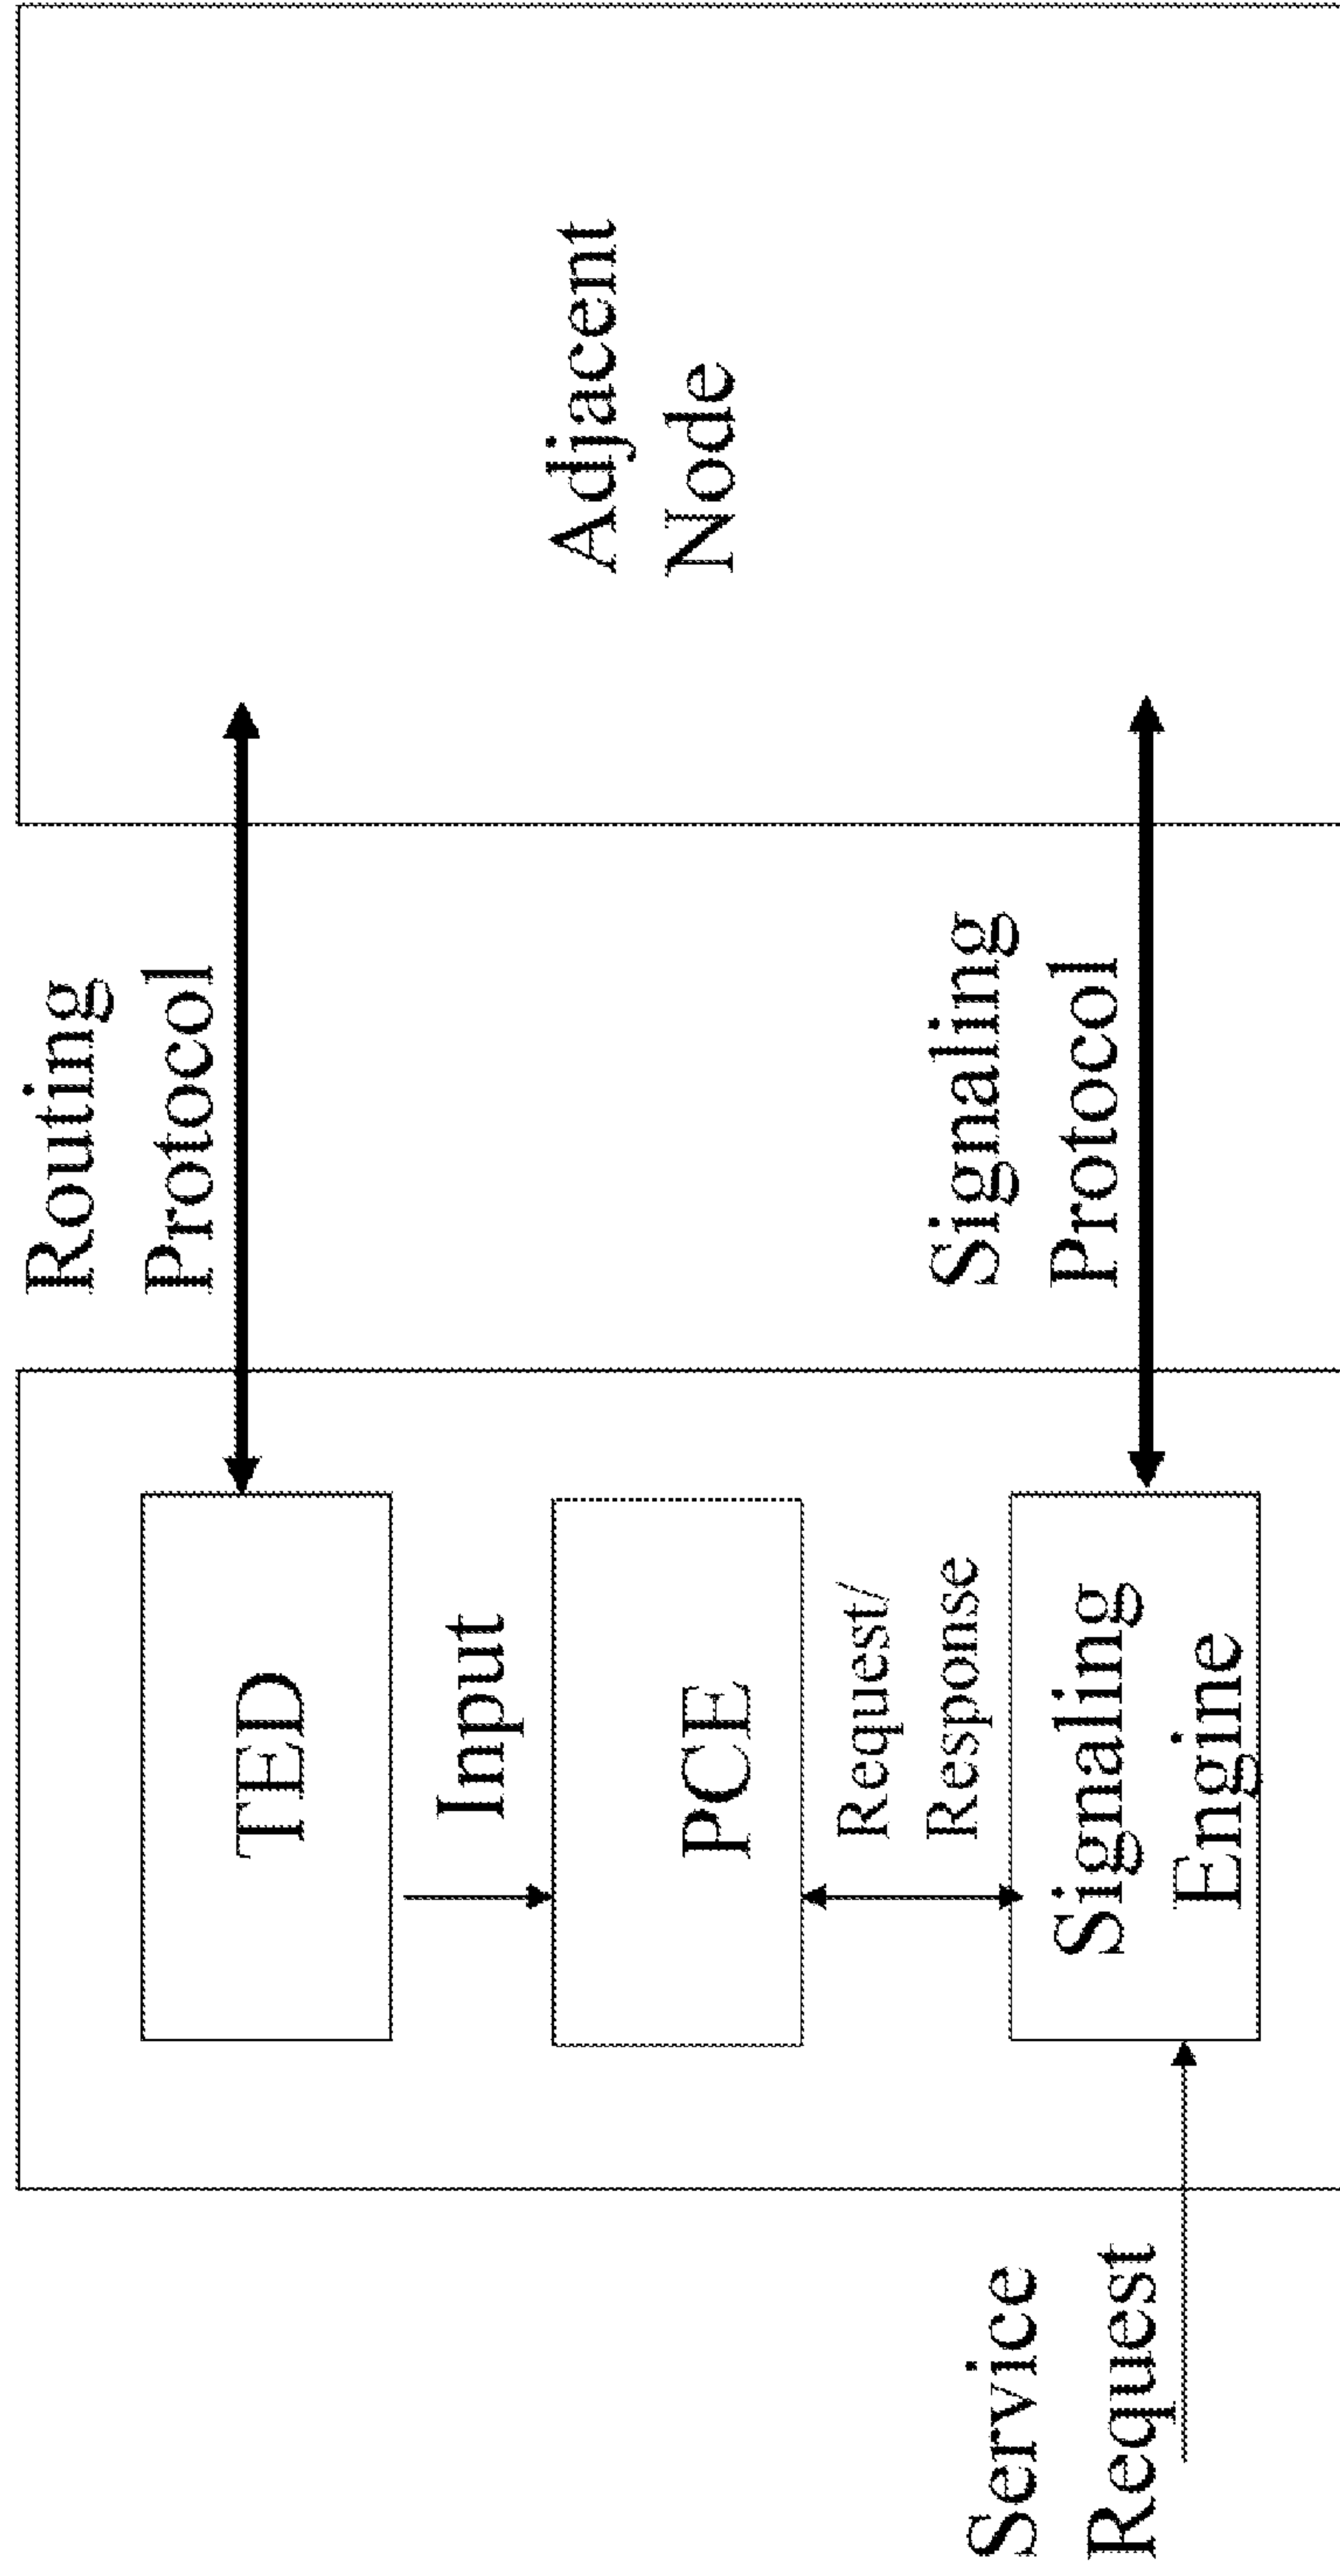 Routing
Protocol
TED
Input
Adjacent
Node
PCE
Request/
Response
Signaling
Protocol
Signaling
Engine
Service
Request